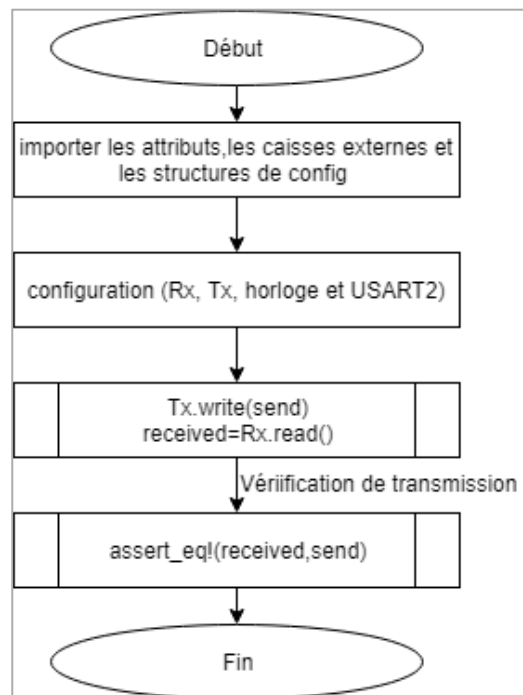 Début
importer les attributs,les caisses externes et
les structures de config
configuration (Rx, Tx, horloge et USART2)
Tx.write(send)
received=Rx.read()
Vériification de transmission
assert_eq!(received,send)
Fin